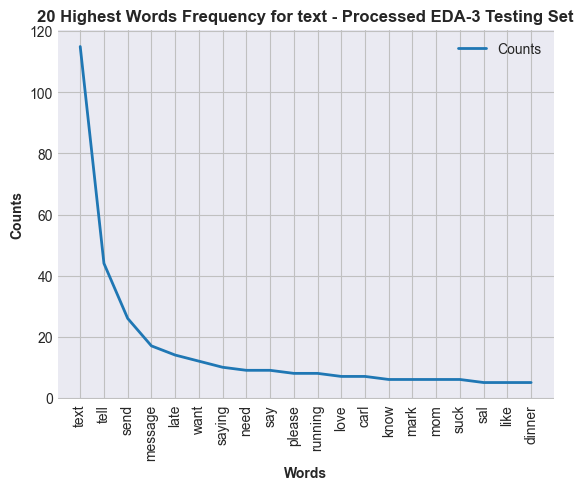 20 Highest Words Frequency for text - Processed EDA-3 Testing Set
Counts
120
100
80
60
40
20
0
Counts
text
tell
send
message
late
want
saying
need
say
please
running
love
carl
know
mark
mom
suck
sal
like
dinner
Words